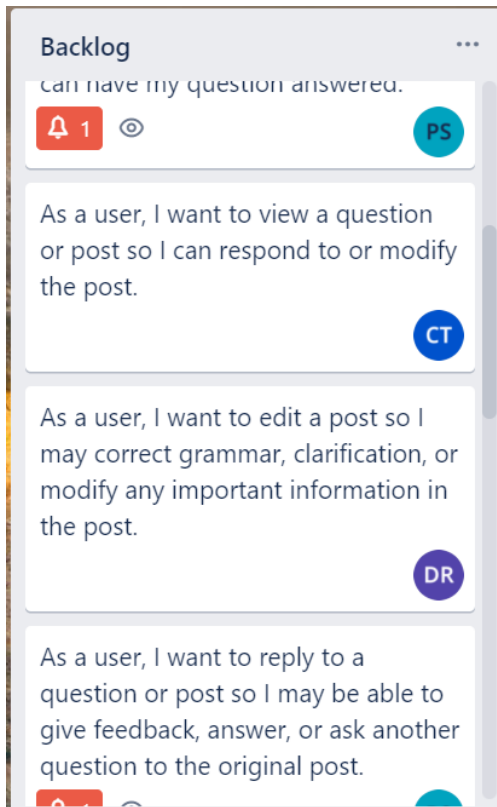 Backlog
can have my question answered.
1
PS
As a user, I want to view a question
or post so I can respond to or modify
the post.
CT
As a user, I want to edit a post so I
may correct grammar, clarification, or
modify any important information in
the post.
DR
As a user, I want to reply to a
question or post so I may be able to
give feedback, answer, or ask another
question to the original post.
1